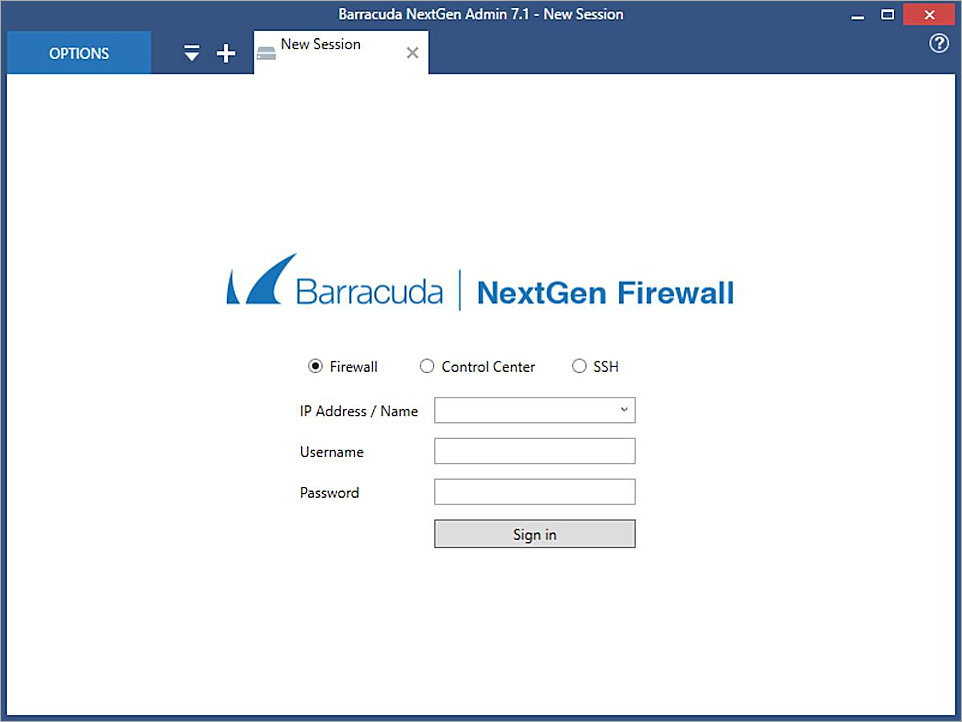 Barracuda NextGen Admin 7.1 - New Session
OPTIONS
New Session
Barracuda | NextGen Firewall
Firewall
Control Center
SSH
IP Address / Name
Username
Password
Sign in